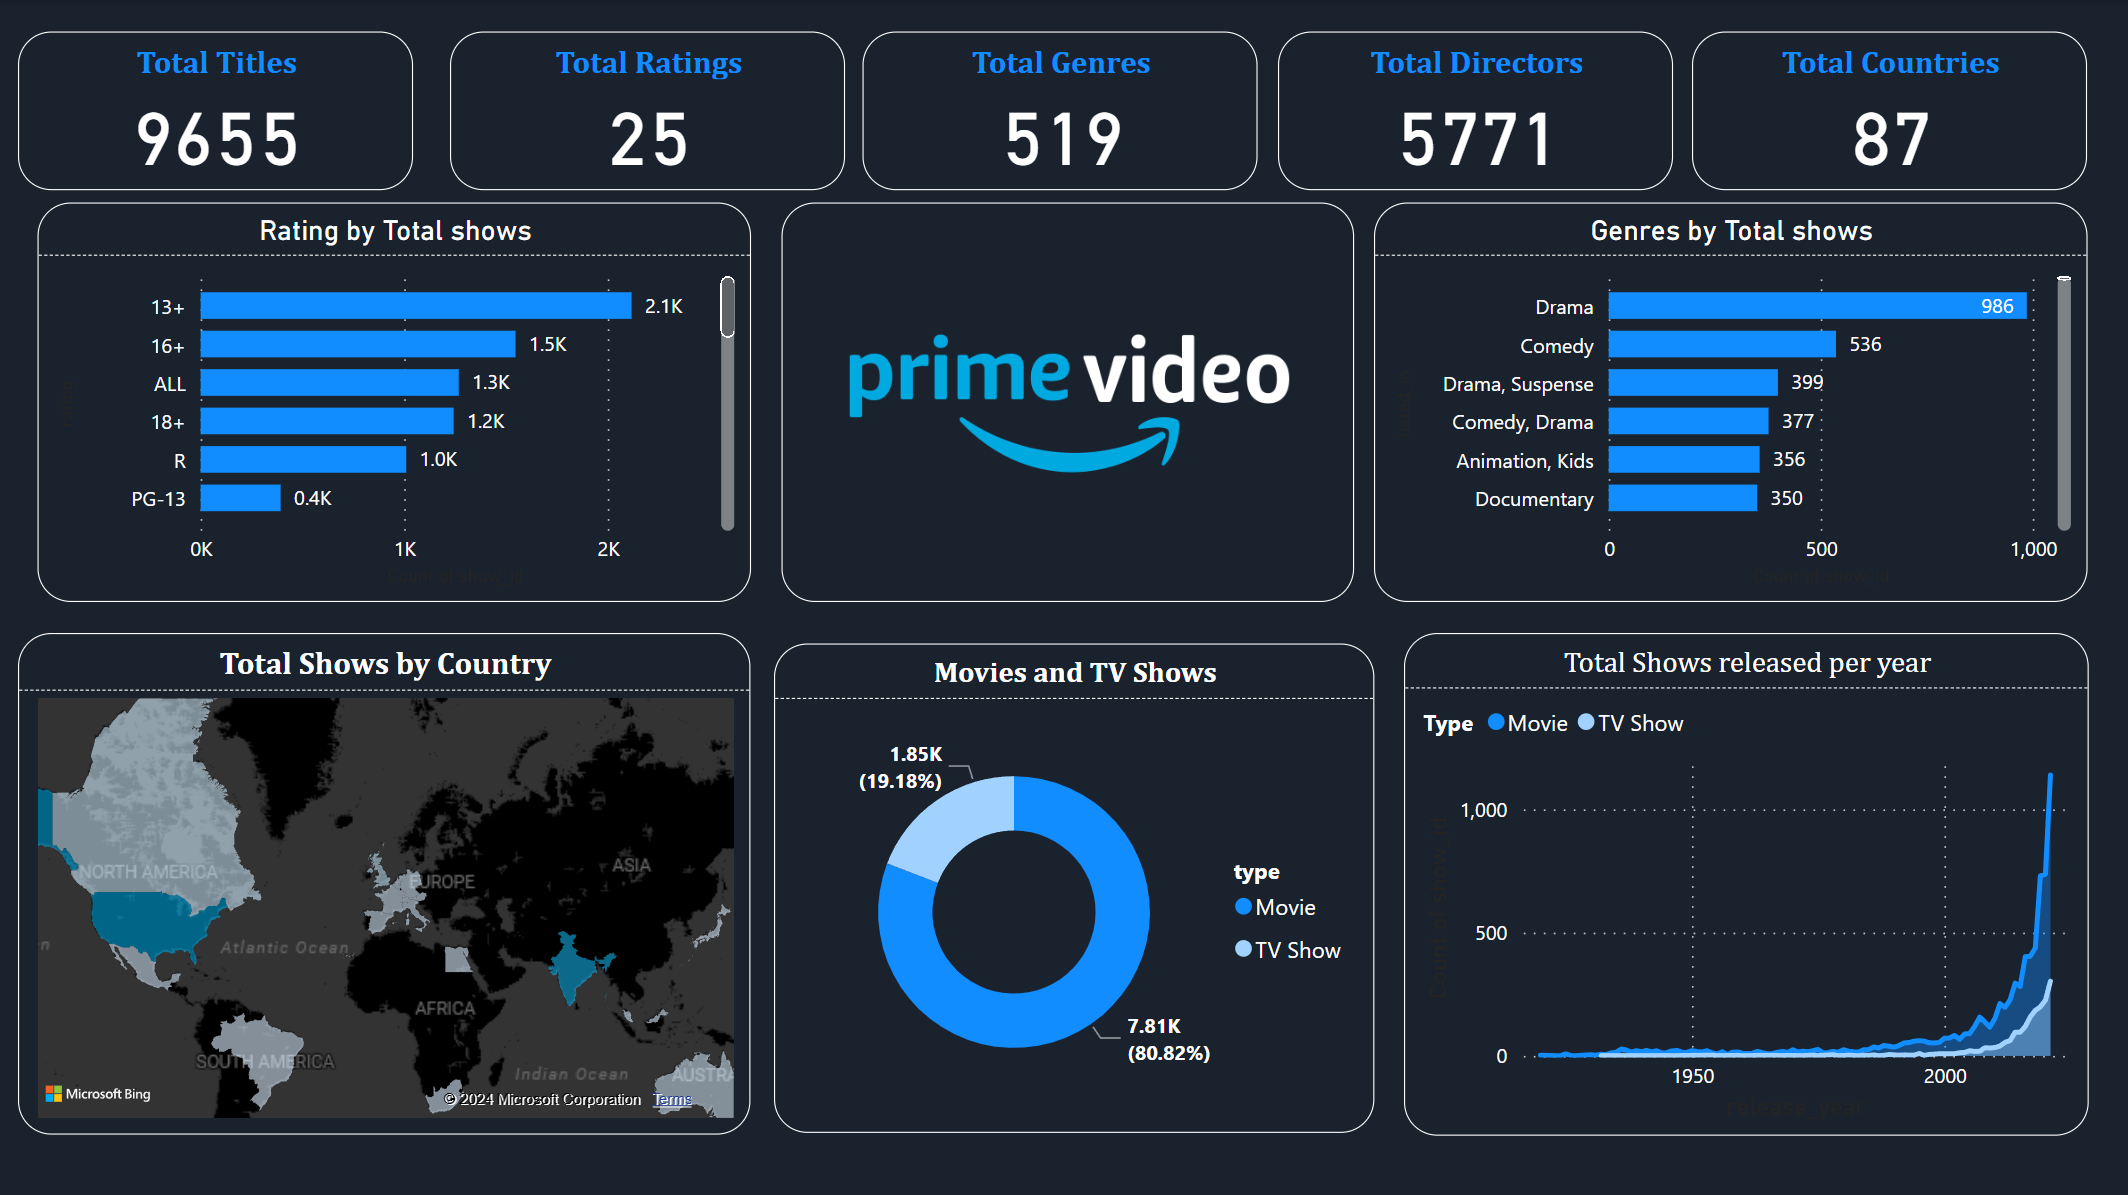 Total Titles
9655
Total Ratings
25
Total Genres
519
Total Directors
5771
Total Countries
87
Rating by Total shows
13+ 2.1K
16+ 1.5K
ALL 1.3K
18+ 1.2K
R 1.0K
PG-13 0.4K
0K 1K 2K
prime video
Genres by Total shows
Drama 986
Comedy 536
Drama, Suspense 399
Comedy, Drama 377
Animation, Kids 356
Documentary 350
0 500 1,000
Total Shows by Country
NORTH AMERICA
EUROPE
ASIA
Atlantic Ocean
AFRICA
SOUTH AMERICA
Indian Ocean
AUSTRA
Microsoft Bing
© 2024 Microsoft Corporation Terms
Movies and TV Shows
1.85K
(19.18%)
type
Movie
TV Show
7.81K
(80.82%)
Total Shows released per year
Type Movie TV Show
1,000
500
0
1950 2000
release_year